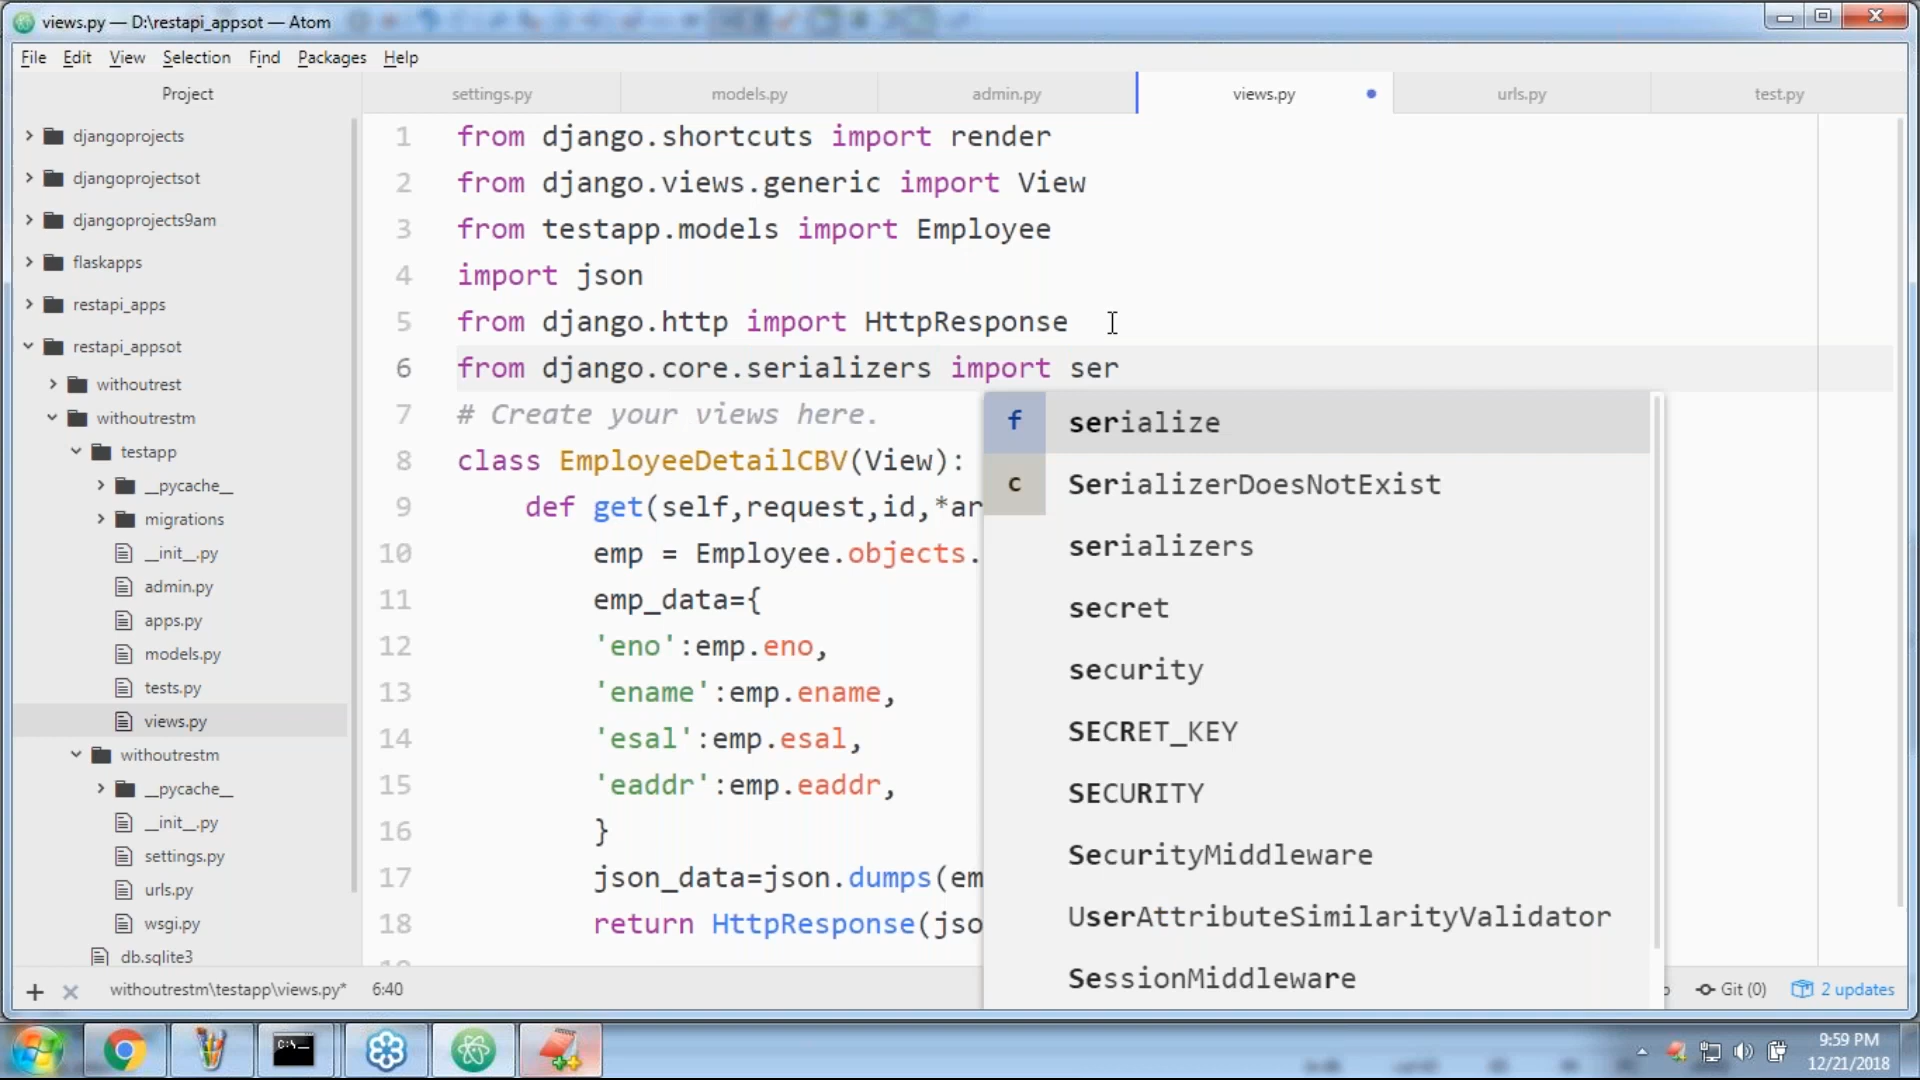 views.py — D:\restapi_appsot — Atom
File Edit View Selection Find Packages Help
Project
settings.py
models.py
admin.py
views.py
urls.py
test.py
djangoprojects
djangoprojectsot
djangoprojects9am
flaskapps
restapi_apps
restapi_appsot
withoutrest
withoutrestm
testapp
__pycache__
migrations
__init__.py
admin.py
apps.py
models.py
tests.py
views.py
withoutrestm
__pycache__
__init__.py
settings.py
urls.py
wsgi.py
db.sqlite3
1 from django.shortcuts import render
2 from django.views.generic import View
3 from testapp.models import Employee
4 import json
5 from django.http import HttpResponse
6 from django.core.serializers import ser
7 # Create your views here.
8 class EmployeeDetailCBV(View):
9 def get(self,request,id,*ar
10 emp = Employee.objects.
11 emp_data={
12 'eno':emp.eno,
13 'ename':emp.ename,
14 'esal':emp.esal,
15 'eaddr':emp.eaddr,
16 }
17 json_data=json.dumps(em
18 return HttpResponse(jso
f serialize
c SerializerDoesNotExist
serializers
secret
security
SECRET_KEY
SECURITY
SecurityMiddleware
UserAttributeSimilarityValidator
SessionMiddleware
withoutrestm\testapp\views.py* 6:40
Git (0)
2 updates
C:\_
9:59 PM
12/21/2018